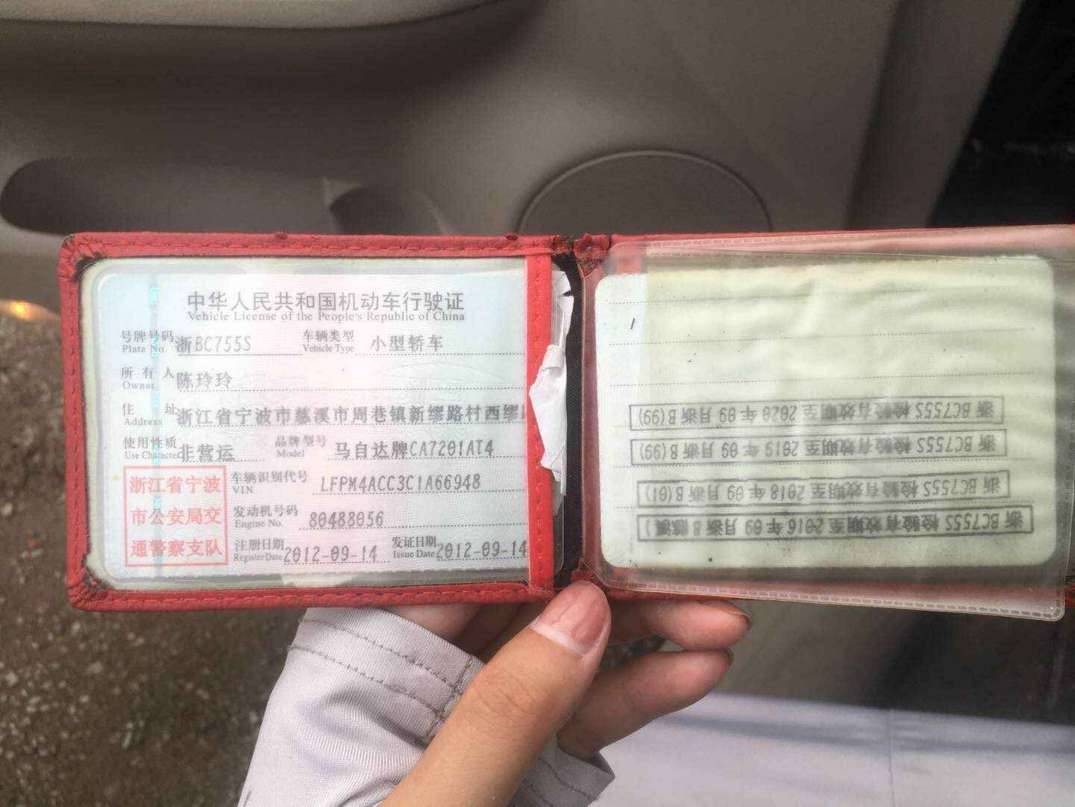 中华人民共和国机动车行驶证
Vehicle License of the People's Republic of China
号牌号码 浙BC755S 车辆类型 小型轿车
Plate No. Vehicle Type
所有人 陈玲玲
Owner
住址 浙江省宁波市慈溪市周巷镇新缪路村西缪
Address
使用性质 非营运 品牌型号 马自达牌CA7201AT4
Use Character Model
浙江省宁波
市公安局交
通警察支队
车辆识别代号 LFPM4ACC3C1A66948
VIN
发动机号码 80488056
Engine No.
注册日期 2012-09-14 发证日期 2012-09-14
Register Date Issue Date
浙BC755S 检验有效期至2016年09月浙B
浙BC755S 检验有效期至2018年09月浙B(01)
浙BC755S 检验有效期至2019年09月浙B(99)
浙BC755S 检验有效期至2020年09月浙B(99)